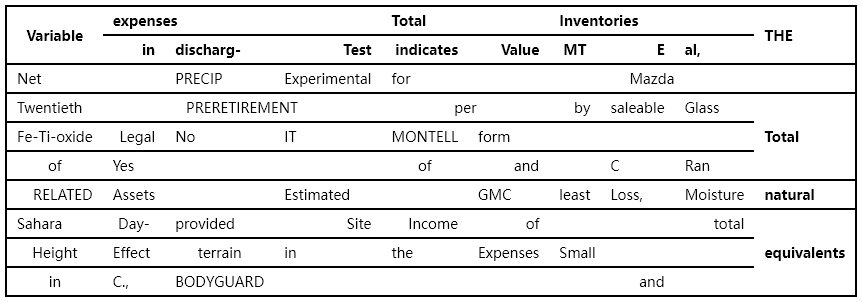 Variable expenses Total Inventories THE
in discharg- Test indicates Value MT E al,
Net PRECIP Experimental for Mazda
Twentieth PRERETIREMENT per by saleable Glass
Fe-Ti-oxide Legal No IT MONTELL form Total
of Yes of and C Ran
RELATED Assets Estimated GMC least Loss, Moisture natural
Sahara Day- provided Site Income of total
Height Effect terrain in the Expenses Small equivalents
in C., BODYGUARD and